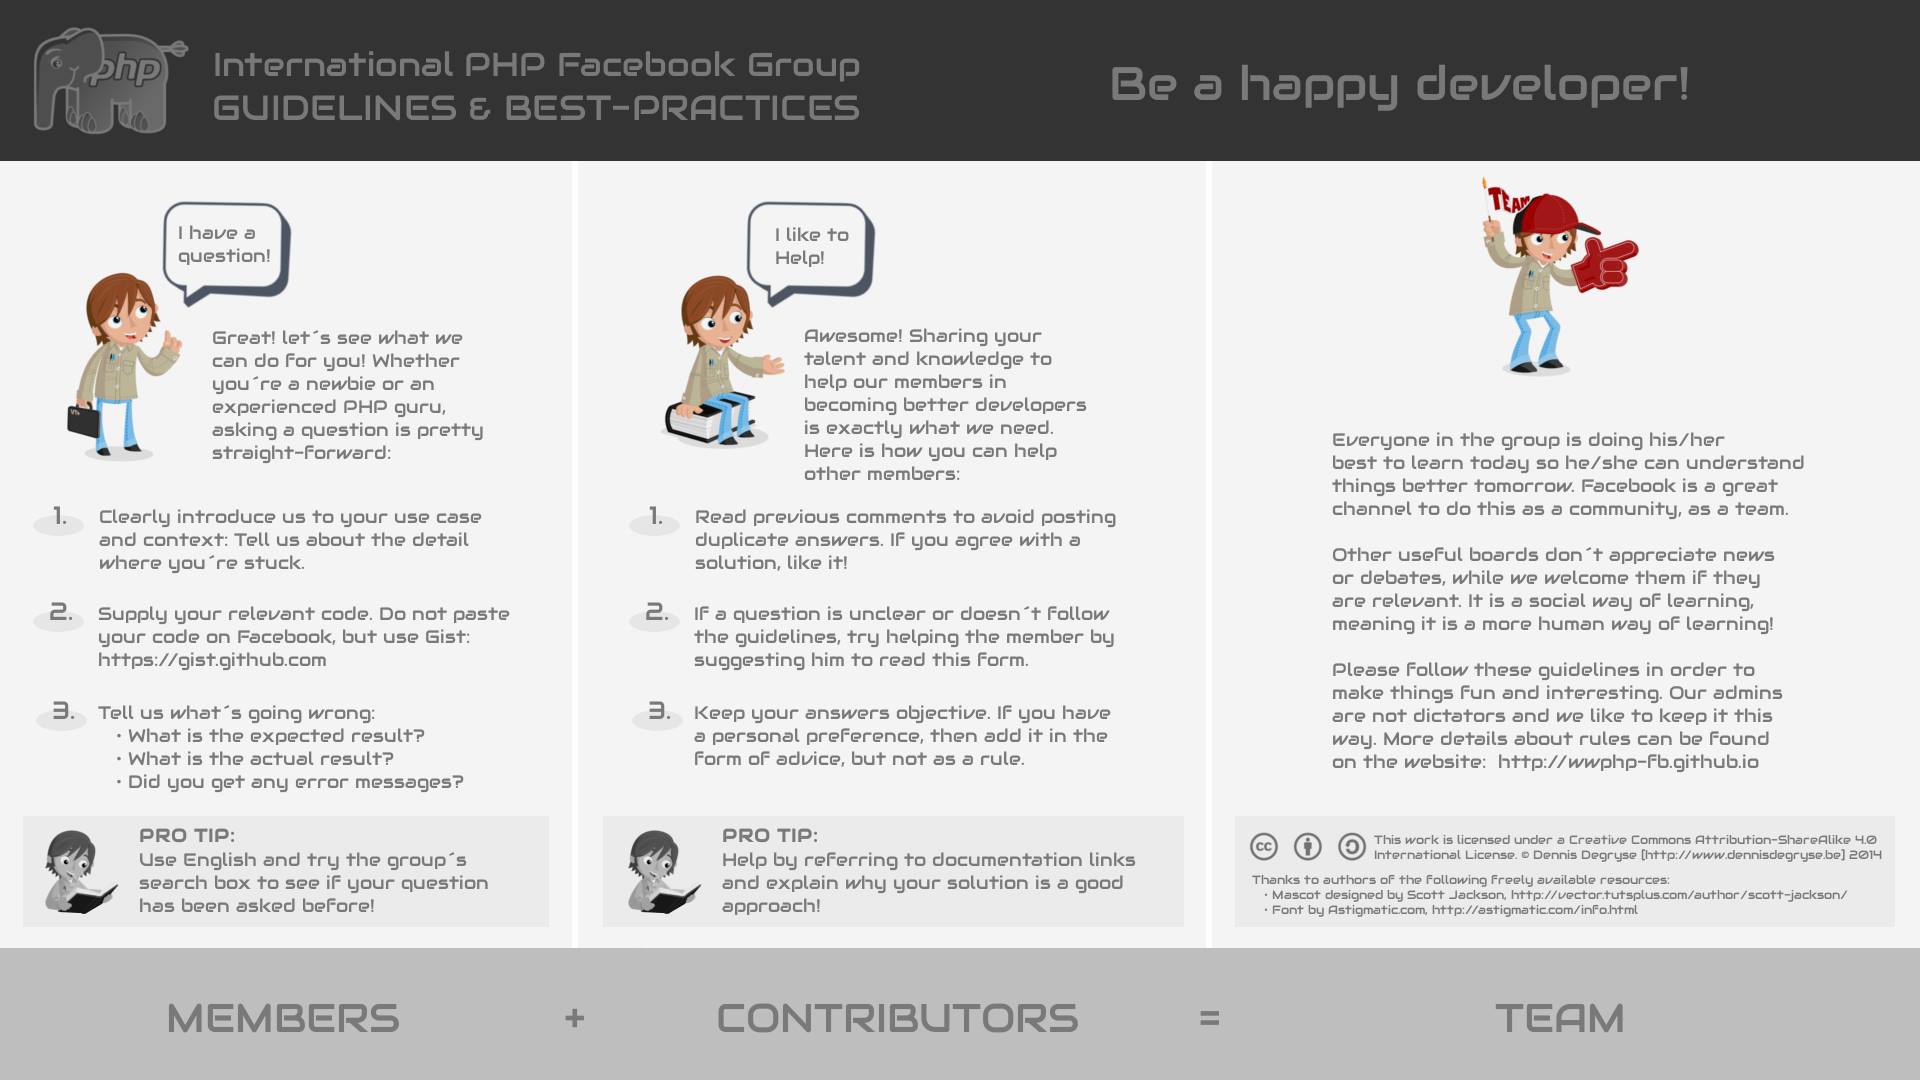 php
International PHP Facebook Group
GUIDELINES & BEST-PRACTICES
Be a happy developer!
I have a
question!
Great! let´s see what we
can do for you! Whether
you´re a newbie or an
experienced PHP guru,
asking a question is pretty
straight-forward:
1. Clearly introduce us to your use case
and context: Tell us about the detail
where you´re stuck.
2. Supply your relevant code. Do not paste
your code on Facebook, but use Gist:
https://gist.github.com
3. Tell us what´s going wrong:
• What is the expected result?
• What is the actual result?
• Did you get any error messages?
PRO TIP:
Use English and try the group´s
search box to see if your question
has been asked before!
I like to
Help!
Awesome! Sharing your
talent and knowledge to
help our members in
becoming better developers
is exactly what we need.
Here is how you can help
other members:
1. Read previous comments to avoid posting
duplicate answers. If you agree with a
solution, like it!
2. If a question is unclear or doesn´t follow
the guidelines, try helping the member by
suggesting him to read this form.
3. Keep your answers objective. If you have
a personal preference, then add it in the
form of advice, but not as a rule.
PRO TIP:
Help by referring to documentation links
and explain why your solution is a good
approach!
TEAM
Everyone in the group is doing his/her
best to learn today so he/she can understand
things better tomorrow. Facebook is a great
channel to do this as a community, as a team.
Other useful boards don´t appreciate news
or debates, while we welcome them if they
are relevant. It is a social way of learning,
meaning it is a more human way of learning!
Please follow these guidelines in order to
make things fun and interesting. Our admins
are not dictators and we like to keep it this
way. More details about rules can be found
on the website: http://wwphp-fb.github.io
cc
This work is licensed under a Creative Commons Attribution-ShareAlike 4.0
International License. © Dennis Degryse [http://www.dennisdegryse.be] 2014
Thanks to authors of the following freely available resources:
• Mascot designed by Scott Jackson, http://vector.tutsplus.com/author/scott-jackson/
• Font by Astigmatic.com, http://astigmatic.com/info.html
MEMBERS + CONTRIBUTORS = TEAM